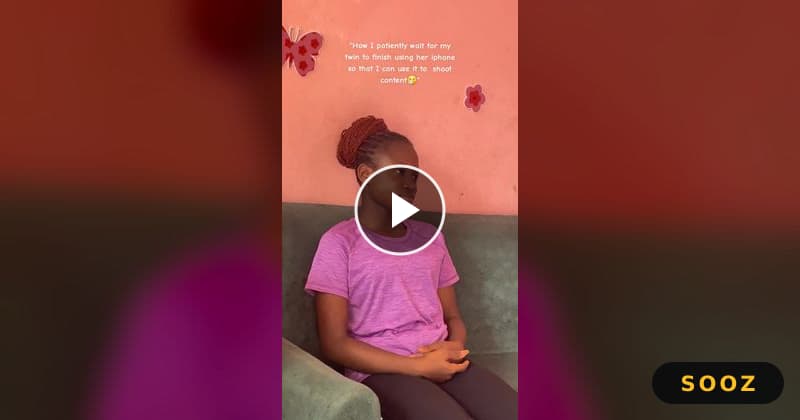 "How I patiently wait for my
twin to finish using her iphone
so that I can use it to shoot
content🥲"
SOOZ